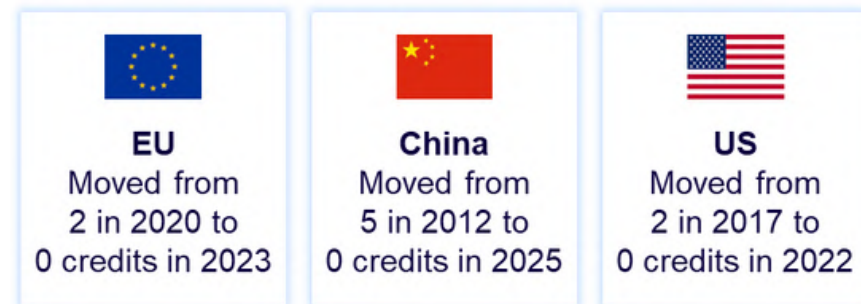 EU
Moved from
2 in 2020 to
0 credits in 2023
China
Moved from
5 in 2012 to
0 credits in 2025
US
Moved from
2 in 2017 to
0 credits in 2022